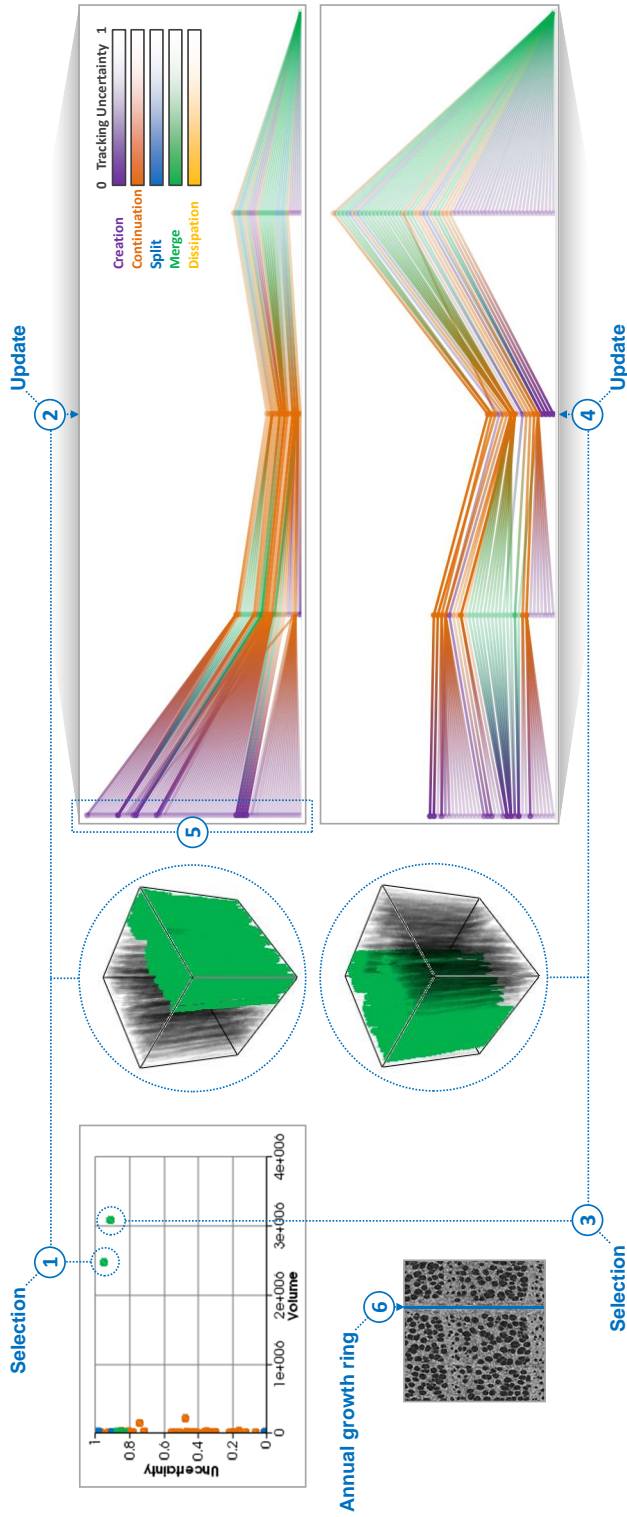 Selection
1
2
Update
1
0.8
0.6
0.4
0.2
0
Uncertainty
0
1e+006
2e+006
3e+006
4e+006
Volume
0 Tracking Uncertainty 1
Creation
Continuation
Split
Merge
Dissipation
5
Annual growth ring
6
Selection
3
4
Update